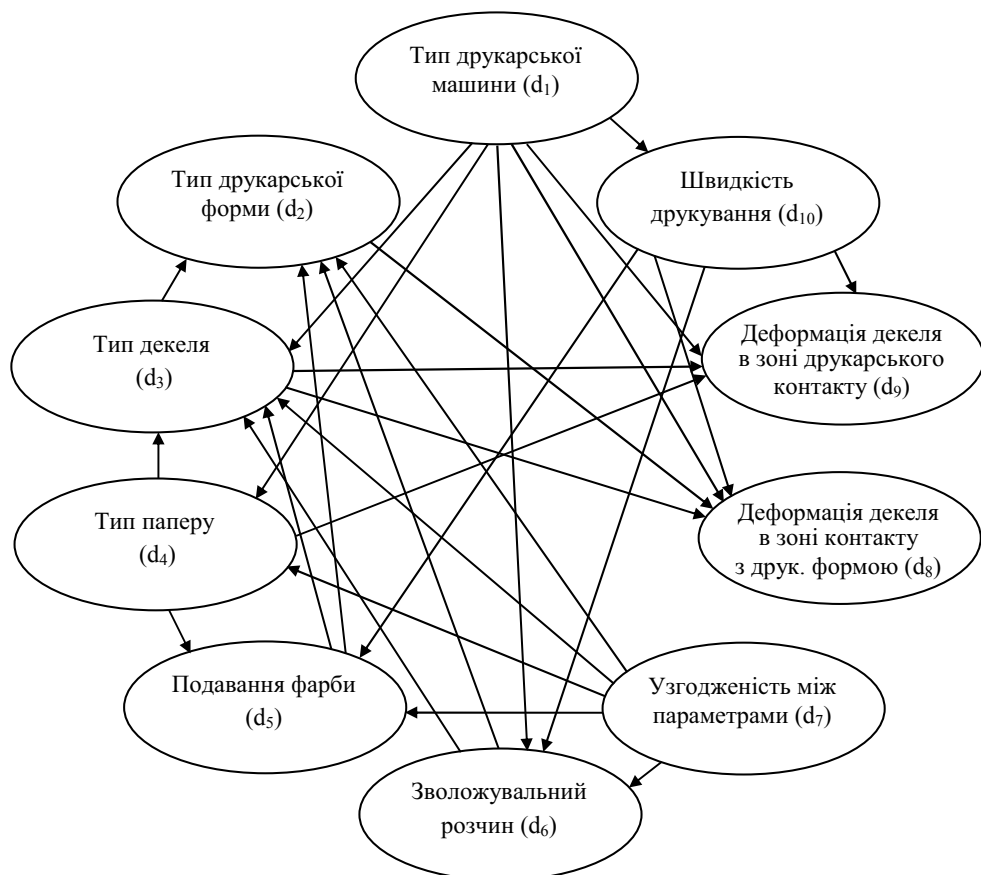 Тип друкарської
машини (d₁)
Тип друкарської
форми (d₂)
Швидкість
друкування (d₁₀)
Тип декеля
(d₃)
Деформація декеля
в зоні друкарського
контакту (d₉)
Тип паперу
(d₄)
Деформація декеля
в зоні контакту
з друк. формою (d₈)
Подавання фарби
(d₅)
Узгодженість між
параметрами (d₇)
Зволожувальний
розчин (d₆)